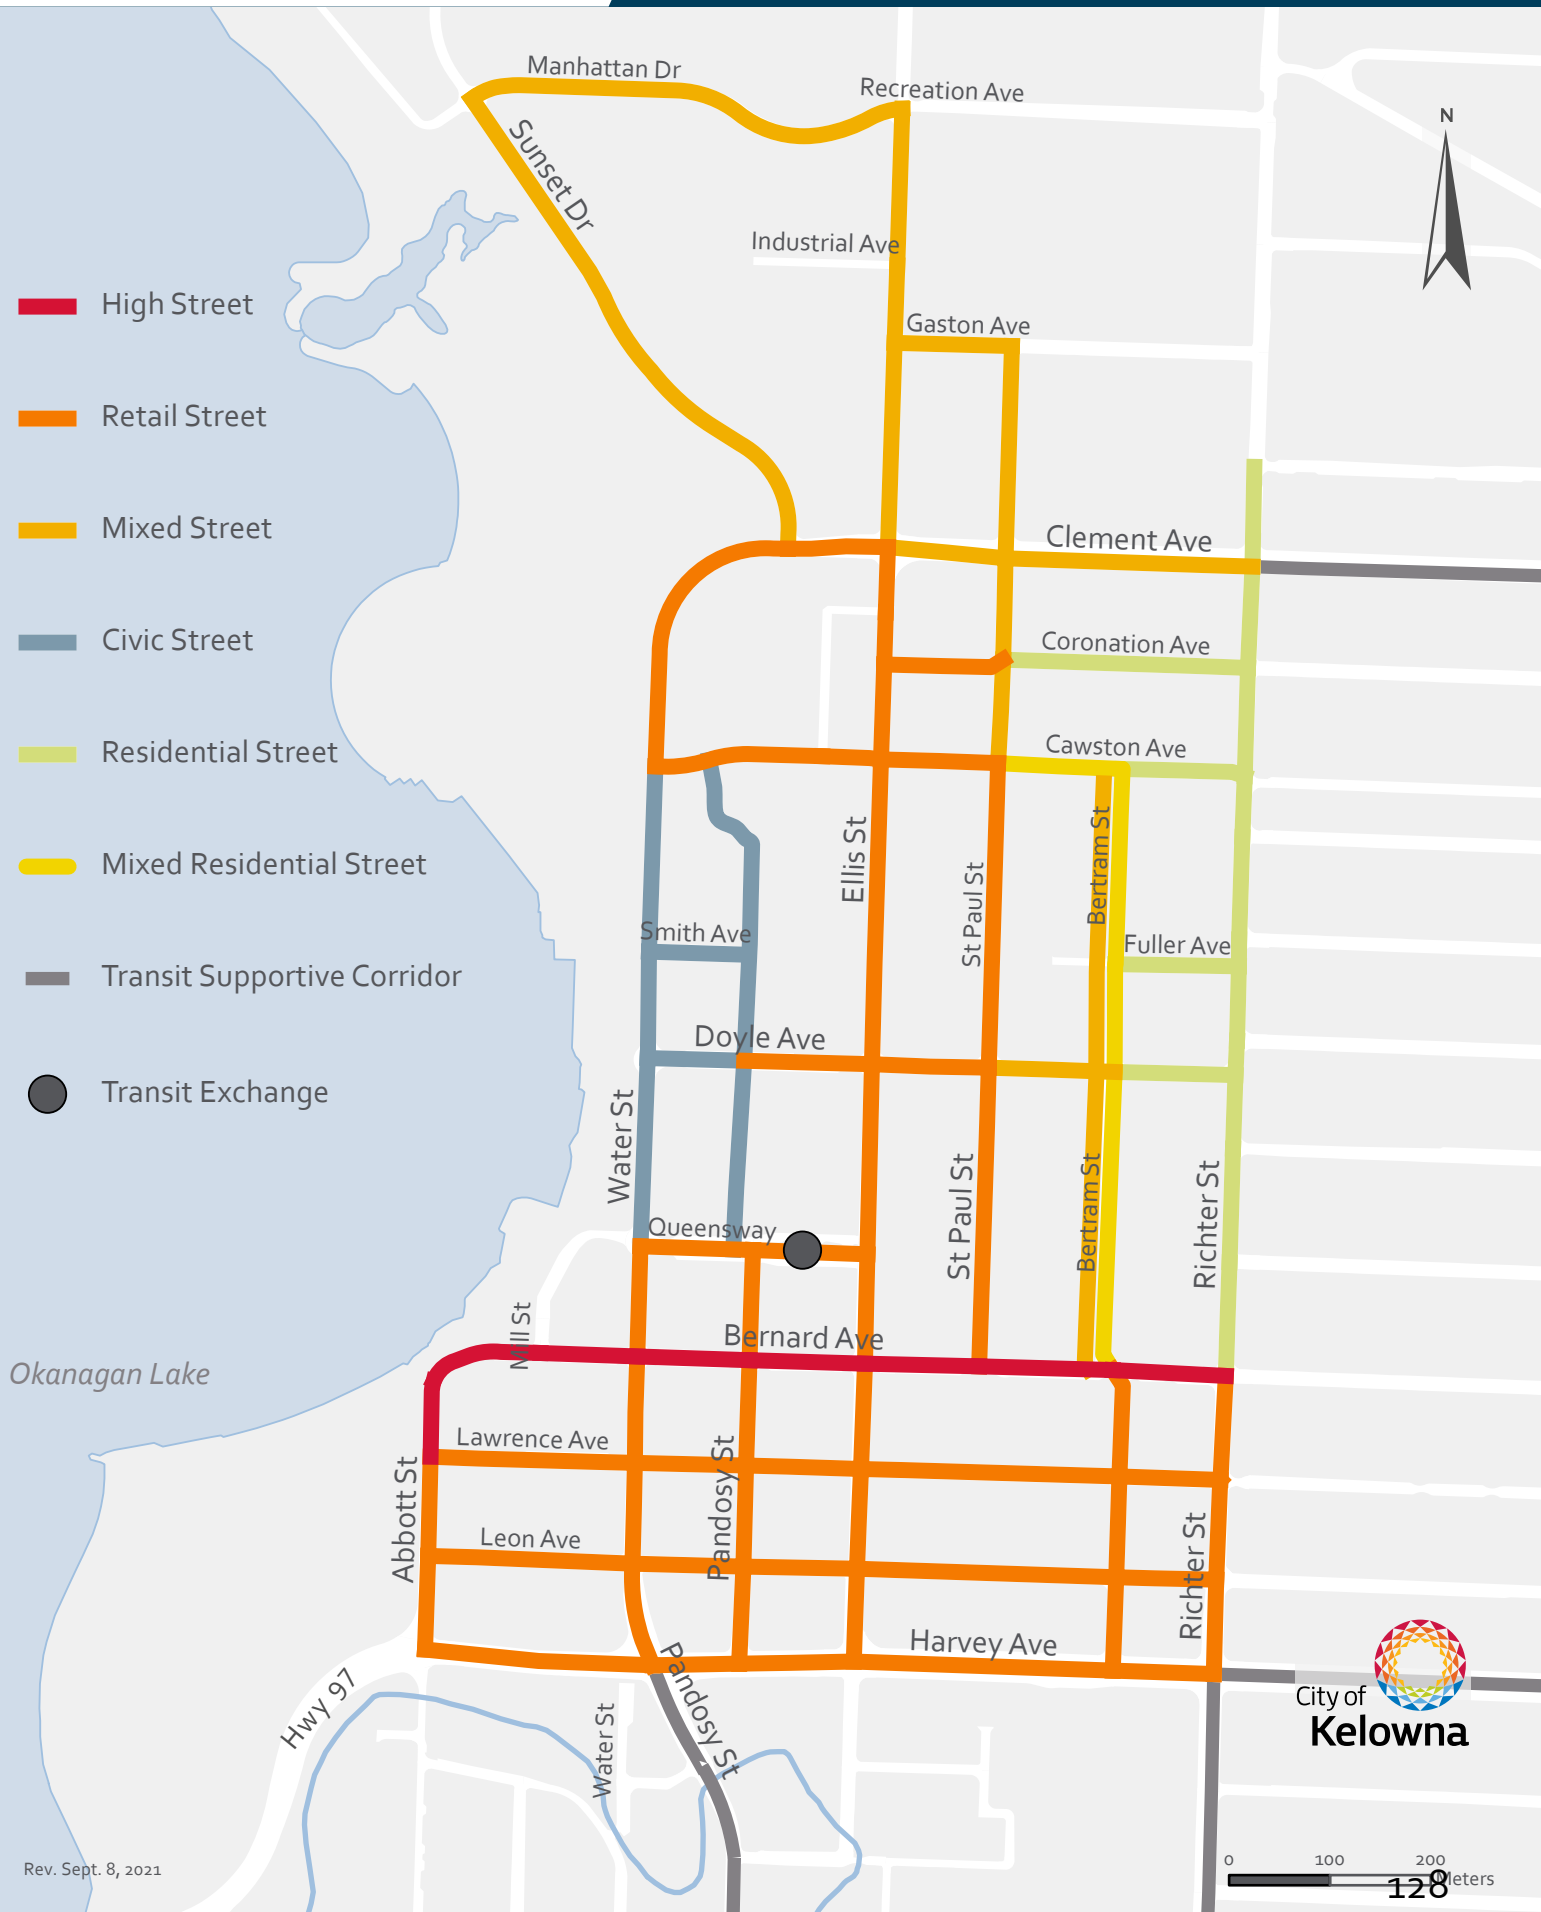 Manhattan Dr
Recreation Ave
N
Sunset Dr
Industrial Ave
High Street
Gaston Ave
Retail Street
Mixed Street
Clement Ave
Civic Street
Coronation Ave
Residential Street
Cawston Ave
Ellis St
St Paul St
Bertram St
Mixed Residential Street
Smith Ave
Fuller Ave
Transit Supportive Corridor
Doyle Ave
Transit Exchange
Water St
St Paul St
Bertram St
Richter St
Queensway
Mill St
Bernard Ave
Okanagan Lake
Lawrence Ave
Abbott St
Pandosy St
Leon Ave
Richter St
Harvey Ave
Hwy 97
Pandosy St
Water St
City of
Kelowna
Rev. Sept. 8, 2021
0 100 200
Meters
128